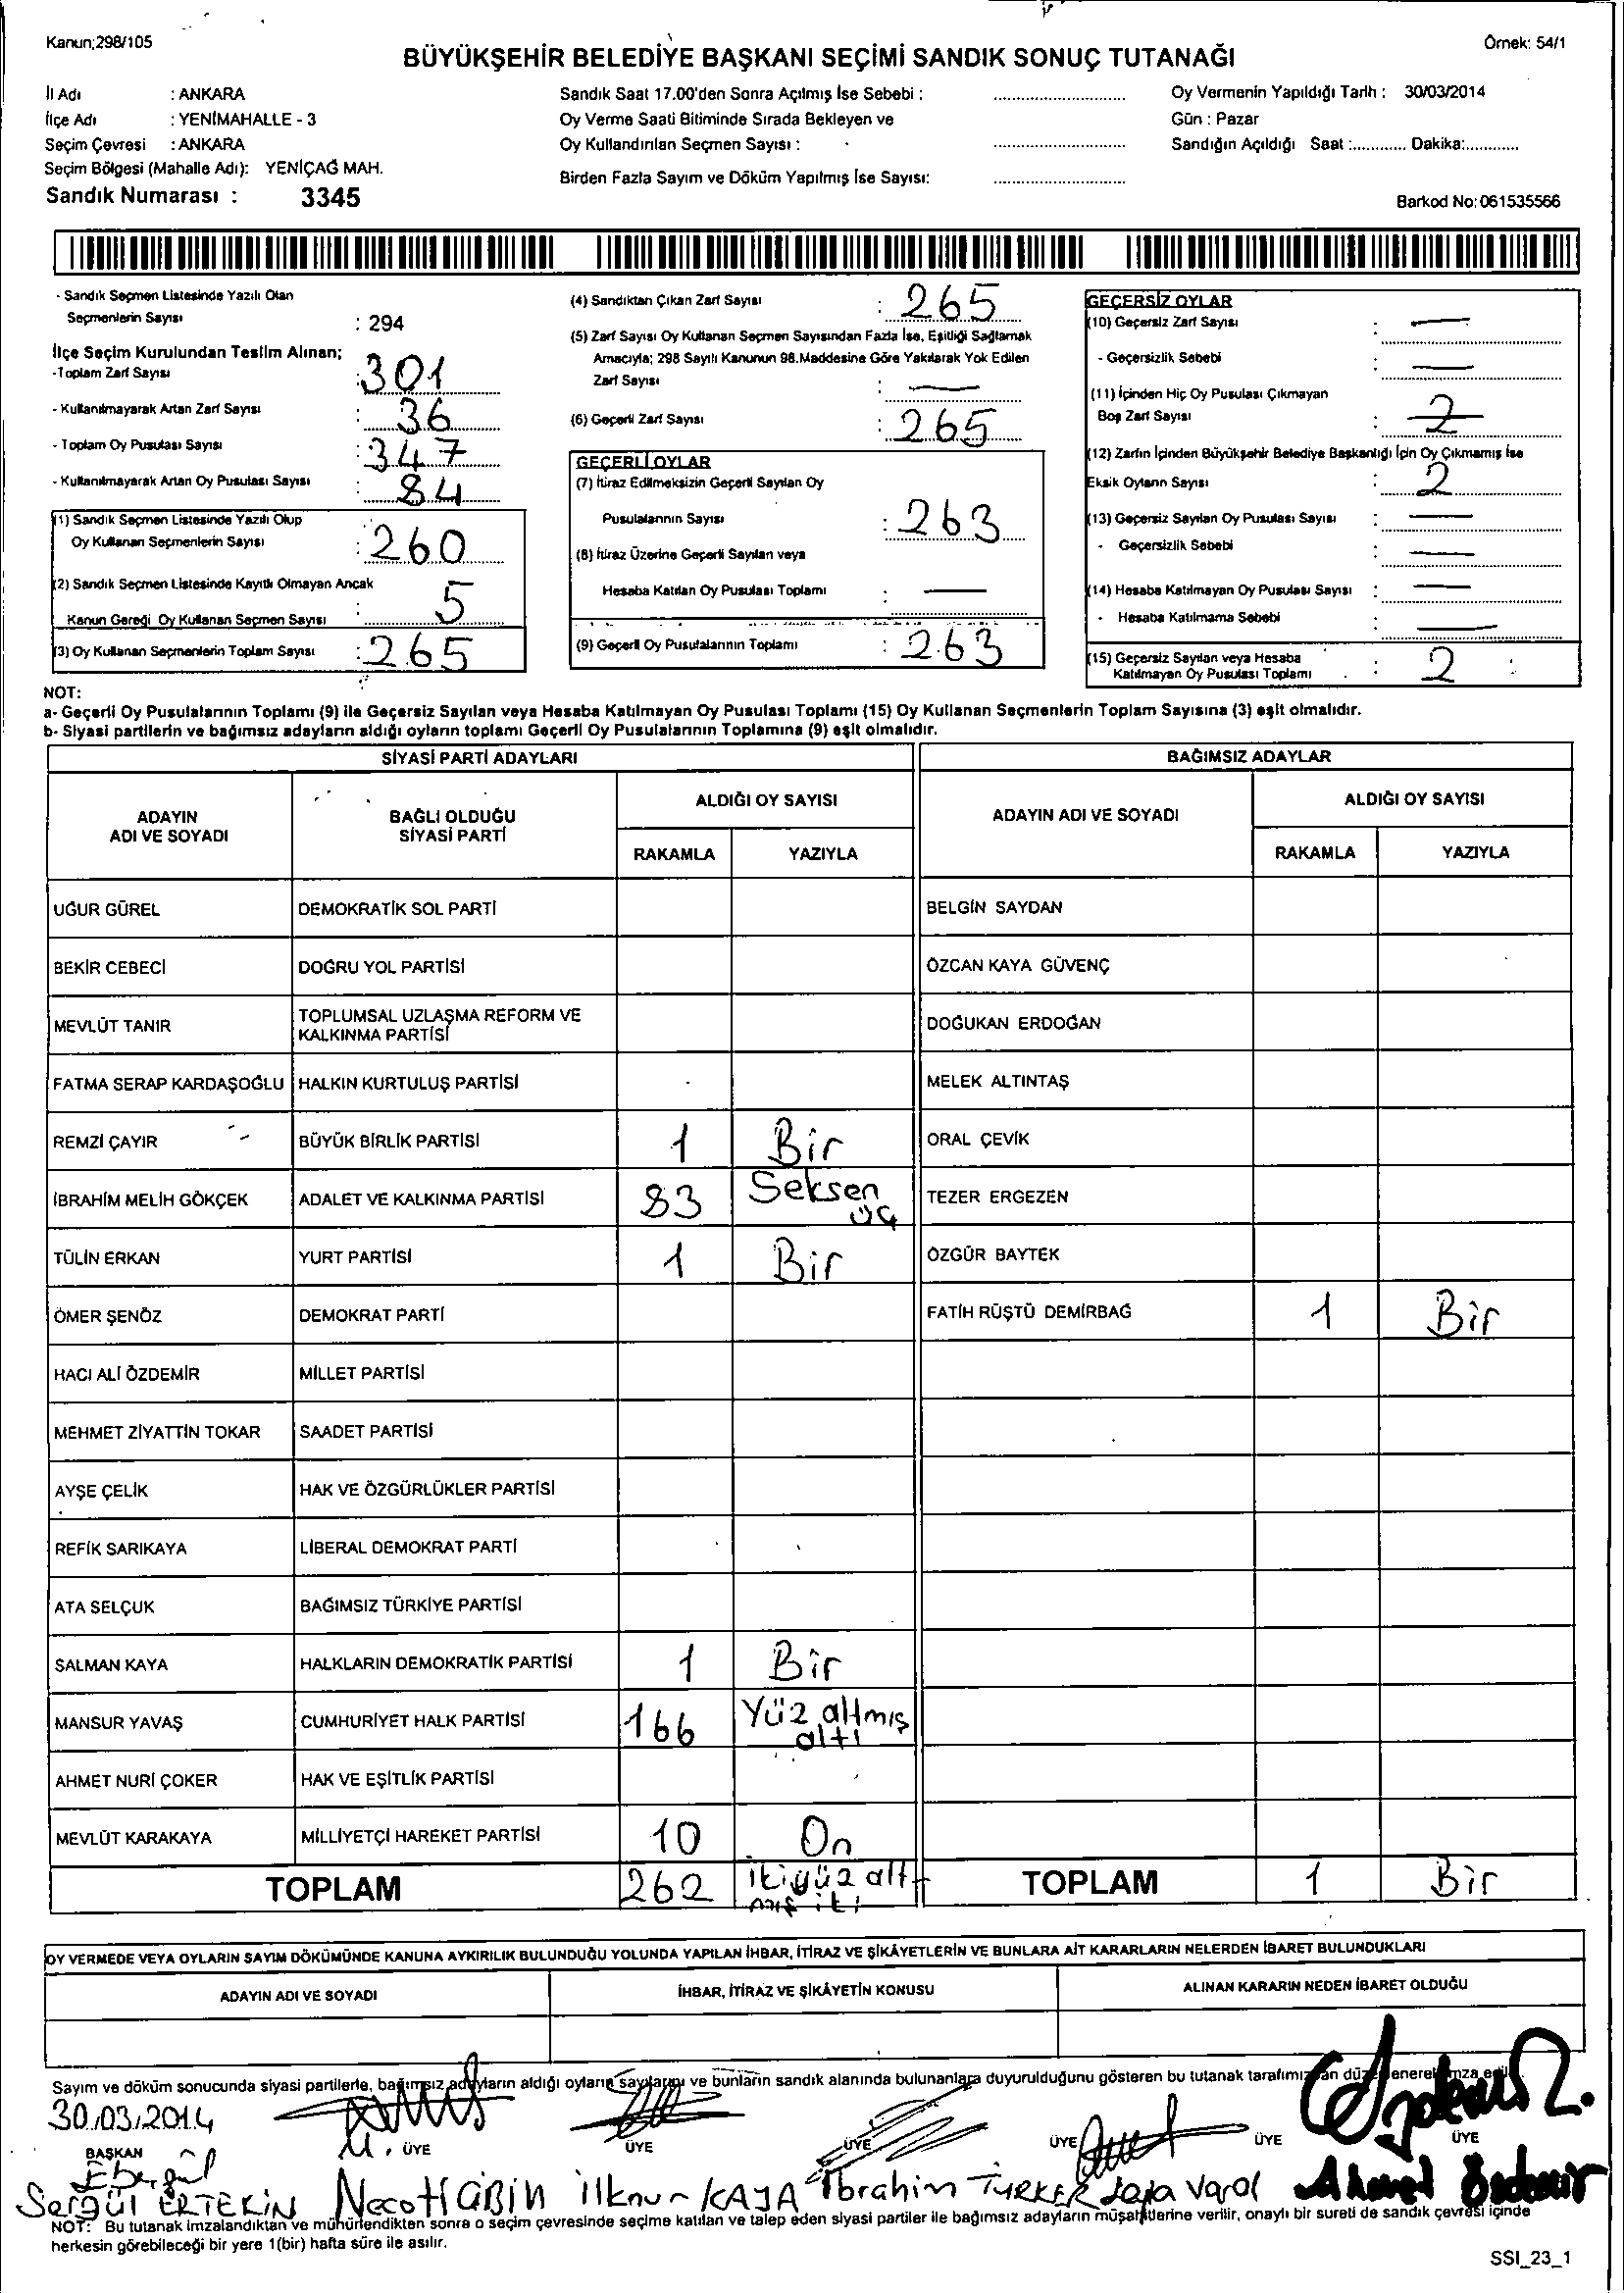 Kanun;298/105
Örnek: 54/1
BÜYÜKŞEHİR BELEDİYE BAŞKANI SEÇİMİ SANDIK SONUÇ TUTANAĞI
İl Adı : ANKARA
İlçe Adı : YENİMAHALLE - 3
Seçim Çevresi : ANKARA
Seçim Bölgesi (Mahalle Adı): YENİÇAĞ MAH.
Sandık Numarası : 3345
Sandık Saat 17.00'den Sonra Açılmış İse Sebebi :
Oy Verme Saati Bitiminde Sırada Bekleyen ve
Oy Kullandırılan Seçmen Sayısı :
Birden Fazla Sayım ve Döküm Yapılmış İse Sayısı:
Oy Vermenin Yapıldığı Tarih : 30/03/2014
Gün : Pazar
Sandığın Açıldığı Saat :............ Dakika:............
Barkod No:061535566
- Sandık Seçmen Listesinde Yazılı Olan
Seçmenlerin Sayısı : 294
İlçe Seçim Kurulundan Teslim Alınan;
-Toplam Zarf Sayısı : 301
- Kullanılmayarak Artan Zarf Sayısı : 36
- Toplam Oy Pusulası Sayısı : 347
- Kullanılmayarak Artan Oy Pusulası Sayısı : 84
(1) Sandık Seçmen Listesinde Yazılı Olup
Oy Kullanan Seçmenlerin Sayısı : 260
(2) Sandık Seçmen Listesinde Kayıtlı Olmayan Ancak
Kanun Gereği Oy Kullanan Seçmen Sayısı : 5
(3) Oy Kullanan Seçmenlerin Toplam Sayısı : 265
(4) Sandıktan Çıkan Zarf Sayısı : 265
(5) Zarf Sayısı Oy Kullanan Seçmen Sayısından Fazla İse, Eşitliği Sağlamak
Amacıyla; 298 Sayılı Kanunun 98.Maddesine Göre Yakılarak Yok Edilen
Zarf Sayısı : —
(6) Geçerli Zarf Sayısı : 265
GEÇERLİ OYLAR
(7) İtiraz Edilmeksizin Geçerli Sayılan Oy
Pusulalarının Sayısı : 263
(8) İtiraz Üzerine Geçerli Sayılan veya
Hesaba Katılan Oy Pusulası Toplamı : —
(9) Geçerli Oy Pusulalarının Toplamı : 263
GEÇERSİZ OYLAR
(10) Geçersiz Zarf Sayısı : —
- Geçersizlik Sebebi : —
(11) İçinden Hiç Oy Pusulası Çıkmayan
Boş Zarf Sayısı : 2
(12) Zarfın İçinden Büyükşehir Belediye Başkanlığı İçin Oy Çıkmamış İse
Eksik Oyların Sayısı : 2
(13) Geçersiz Sayılan Oy Pusulası Sayısı : —
- Geçersizlik Sebebi : —
(14) Hesaba Katılmayan Oy Pusulası Sayısı : —
- Hesaba Katılmama Sebebi : —
(15) Geçersiz Sayılan veya Hesaba
Katılmayan Oy Pusulası Toplamı : 2
NOT:
a- Geçerli Oy Pusulalarının Toplamı (9) ile Geçersiz Sayılan veya Hesaba Katılmayan Oy Pusulası Toplamı (15) Oy Kullanan Seçmenlerin Toplam Sayısına (3) eşit olmalıdır.
b- Siyasi partilerin ve bağımsız adayların aldığı oyların toplamı Geçerli Oy Pusulalarının Toplamına (9) eşit olmalıdır.
SİYASİ PARTİ ADAYLARI
BAĞIMSIZ ADAYLAR
ADAYIN
ADI VE SOYADI
BAĞLI OLDUĞU
SİYASİ PARTİ
ALDIĞI OY SAYISI
RAKAMLA YAZIYLA
ADAYIN ADI VE SOYADI
ALDIĞI OY SAYISI
RAKAMLA YAZIYLA
UĞUR GÜREL DEMOKRATİK SOL PARTİ BELGİN SAYDAN
BEKİR CEBECİ DOĞRU YOL PARTİSİ ÖZCAN KAYA GÜVENÇ
MEVLÜT TANIR TOPLUMSAL UZLAŞMA REFORM VE
KALKINMA PARTİSİ DOĞUKAN ERDOĞAN
FATMA SERAP KARDAŞOĞLU HALKIN KURTULUŞ PARTİSİ MELEK ALTINTAŞ
REMZİ ÇAYIR BÜYÜK BİRLİK PARTİSİ 1 Bir ORAL ÇEVİK
İBRAHİM MELİH GÖKÇEK ADALET VE KALKINMA PARTİSİ 83 Seksen
üç TEZER ERGEZEN
TÜLİN ERKAN YURT PARTİSİ 1 Bir ÖZGÜR BAYTEK
ÖMER ŞENÖZ DEMOKRAT PARTİ FATİH RÜŞTÜ DEMİRBAĞ 1 Bir
HACI ALİ ÖZDEMİR MİLLET PARTİSİ
MEHMET ZİYATTİN TOKAR SAADET PARTİSİ
AYŞE ÇELİK HAK VE ÖZGÜRLÜKLER PARTİSİ
REFİK SARIKAYA LİBERAL DEMOKRAT PARTİ
ATA SELÇUK BAĞIMSIZ TÜRKİYE PARTİSİ
SALMAN KAYA HALKLARIN DEMOKRATİK PARTİSİ 1 Bir
MANSUR YAVAŞ CUMHURİYET HALK PARTİSİ 166 Yüz altmış
altı
AHMET NURİ ÇOKER HAK VE EŞİTLİK PARTİSİ
MEVLÜT KARAKAYA MİLLİYETÇİ HAREKET PARTİSİ 10 On
TOPLAM 262 ikiyüz alt-
mış iki TOPLAM 1 Bir
OY VERMEDE VEYA OYLARIN SAYIM DÖKÜMÜNDE KANUNA AYKIRILIK BULUNDUĞU YOLUNDA YAPILAN İHBAR, İTİRAZ VE ŞİKÂYETLERİN VE BUNLARA AİT KARARLARIN NELERDEN İBARET BULUNDUKLARI
ADAYIN ADI VE SOYADI İHBAR, İTİRAZ VE ŞİKÂYETİN KONUSU ALINAN KARARIN NEDEN İBARET OLDUĞU
Sayım ve döküm sonucunda siyasi partilerle, bağımsız adayların aldığı oyların sayılarını ve bunların sandık alanında bulunanlara duyurulduğunu gösteren bu tutanak tarafımızdan düzenlenerek imza edildi.
30.03.2014
BAŞKAN ÜYE ÜYE ÜYE ÜYE ÜYE ÜYE
Sergül ERTEKİN Necati GİBİN İlknur KAYA İbrahim TÜRKER Varol Ahmet Özdemir
NOT: Bu tutanak imzalandıktan ve mühürlendikten sonra o seçim çevresinde seçime katılan ve talep eden siyasi partiler ile bağımsız adayların müşahitlerine verilir, onaylı bir sureti de sandık çevresi içinde
herkesin görebileceği bir yere 1(bir) hafta süre ile asılır.
SSI_23_1